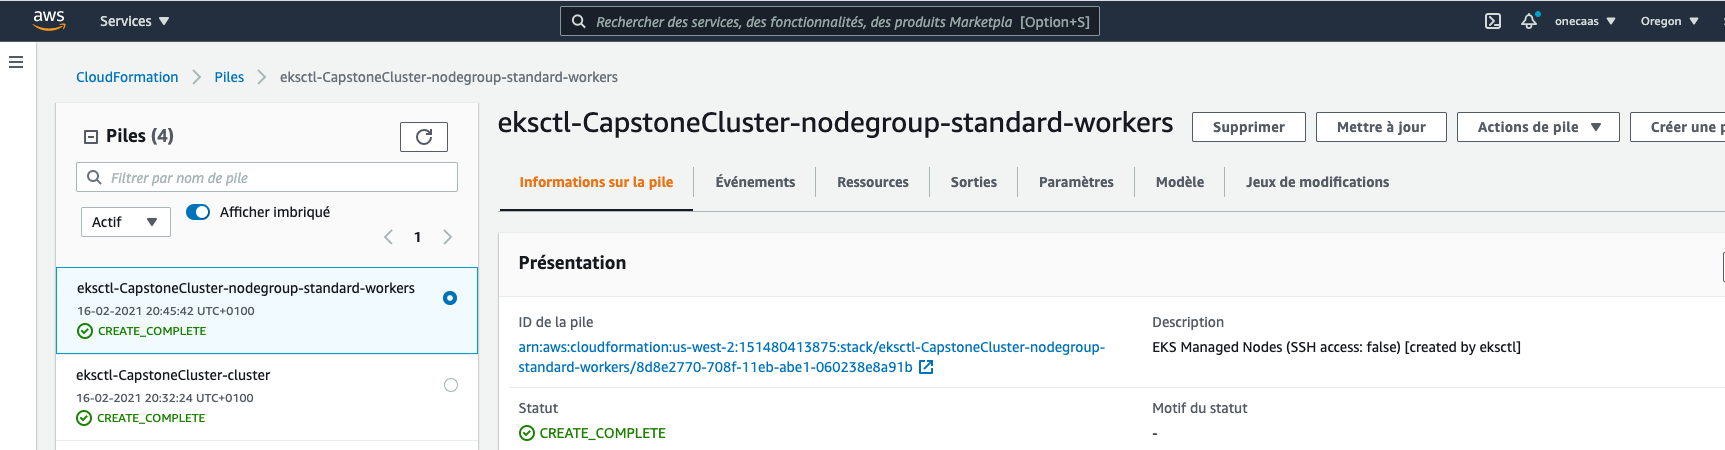 aws
Services
Rechercher des services, des fonctionnalités, des produits Marketpla [Option+S]
onecaas
Oregon
CloudFormation
Piles
eksctl-CapstoneCluster-nodegroup-standard-workers
Piles (4)
Filtrer par nom de pile
Actif
Afficher imbriqué
1
eksctl-CapstoneCluster-nodegroup-standard-workers
16-02-2021 20:45:42 UTC+0100
CREATE_COMPLETE
eksctl-CapstoneCluster-cluster
16-02-2021 20:32:24 UTC+0100
CREATE_COMPLETE
eksctl-CapstoneCluster-nodegroup-standard-workers
Supprimer
Mettre à jour
Actions de pile
Créer une p
Informations sur la pile
Événements
Ressources
Sorties
Paramètres
Modèle
Jeux de modifications
Présentation
ID de la pile
arn:aws:cloudformation:us-west-2:151480413875:stack/eksctl-CapstoneCluster-nodegroup-
standard-workers/8d8e2770-708f-11eb-abe1-060238e8a91b
Description
EKS Managed Nodes (SSH access: false) [created by eksctl]
Statut
CREATE_COMPLETE
Motif du statut
-